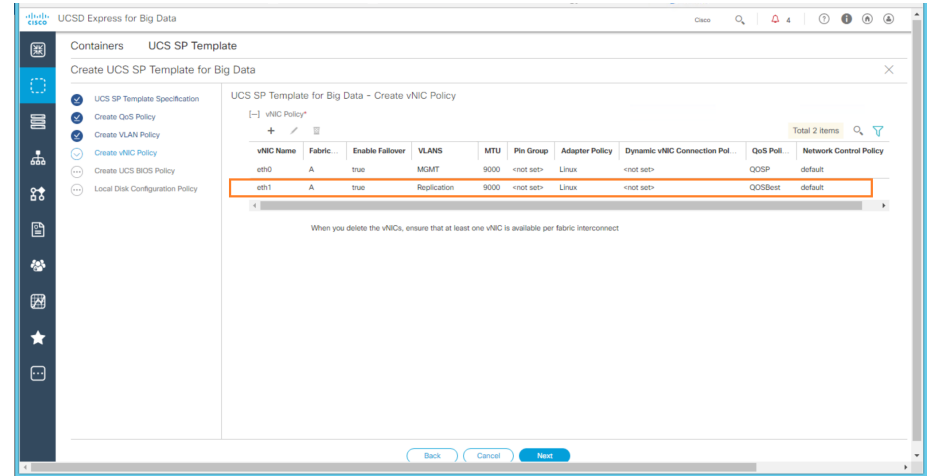 cisco UCSD Express for Big Data Cisco 4
Containers UCS SP Template
Create UCS SP Template for Big Data
UCS SP Template Specification
Create QoS Policy
Create VLAN Policy
Create vNIC Policy
Create UCS BIOS Policy
Local Disk Configuration Policy
UCS SP Template for Big Data - Create vNIC Policy
[—] vNIC Policy*
Total 2 items
vNIC Name Fabric... Enable Failover VLANS MTU Pin Group Adapter Policy Dynamic vNIC Connection Pol... QoS Poli... Network Control Policy
eth0 A true MGMT 9000 <not set> Linux <not set> QOSP default
eth1 A true Replication 9000 <not set> Linux <not set> QOSBest default
When you delete the vNICs, ensure that at least one vNIC is available per fabric interconnect
Back Cancel Next